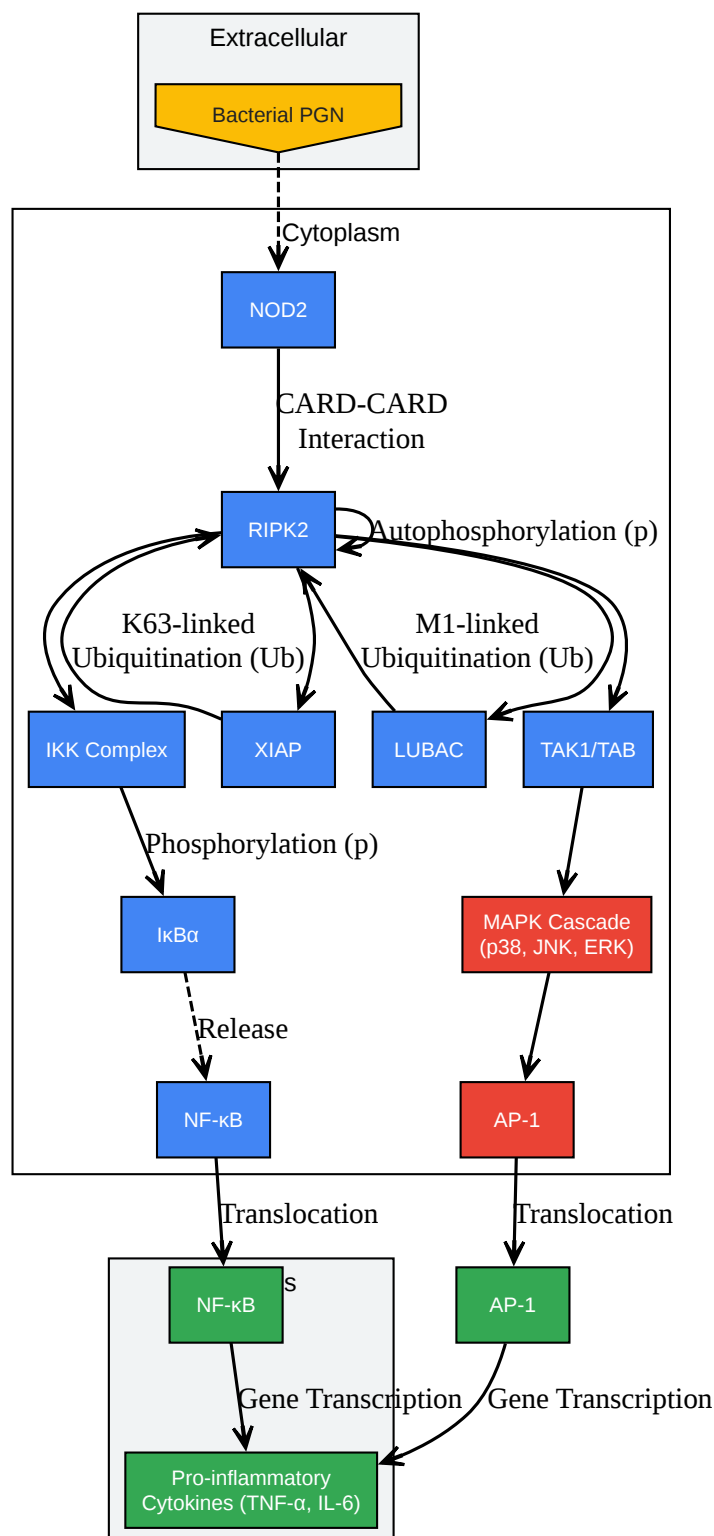 Extracellular
Bacterial PGN
Cytoplasm
NOD2
CARD-CARD
Interaction
RIPK2
Autophosphorylation (p)
K63-linked
Ubiquitination (Ub)
M1-linked
Ubiquitination (Ub)
IKK Complex
XIAP
LUBAC
TAK1/TAB
Phosphorylation (p)
IκBα
MAPK Cascade
(p38, JNK, ERK)
Release
NF-κB
AP-1
Translocation
Translocation
NF-κB
AP-1
Gene Transcription
Gene Transcription
Pro-inflammatory
Cytokines (TNF-α, IL-6)